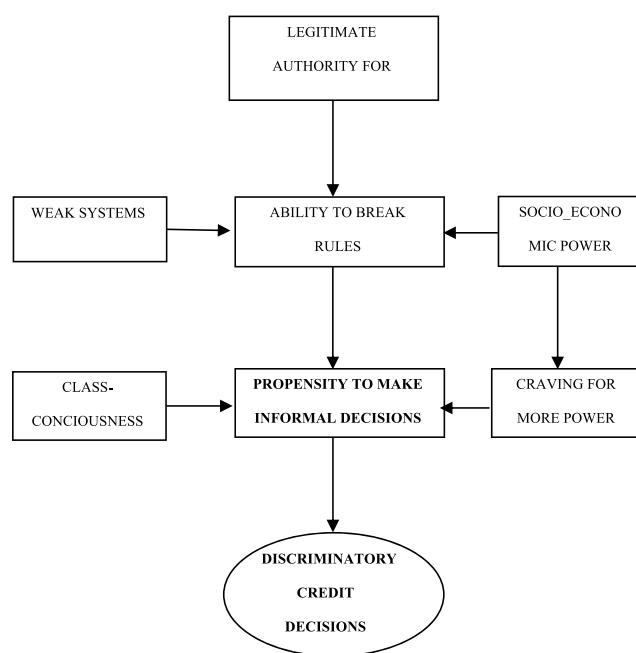 LEGITIMATE
AUTHORITY FOR
WEAK SYSTEMS
ABILITY TO BREAK
RULES
SOCIO_ECONO
MIC POWER
CLASS-
CONCIOUSNESS
PROPENSITY TO MAKE
INFORMAL DECISIONS
CRAVING FOR
MORE POWER
DISCRIMINATORY
CREDIT
DECISIONS